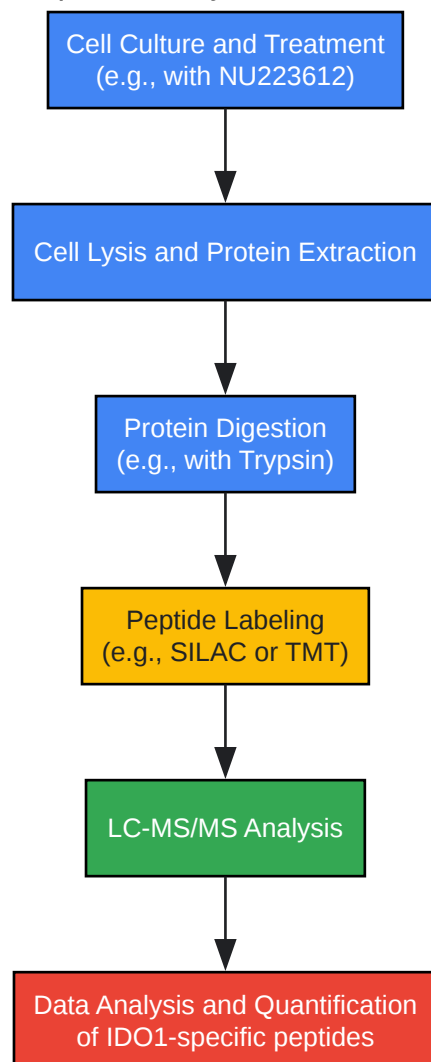 Cell Culture and Treatment
(e.g., with NU223612)
Cell Lysis and Protein Extraction
Protein Digestion
(e.g., with Trypsin)
Peptide Labeling
(e.g., SILAC or TMT)
LC-MS/MS Analysis
Data Analysis and Quantification
of IDO1-specific peptides